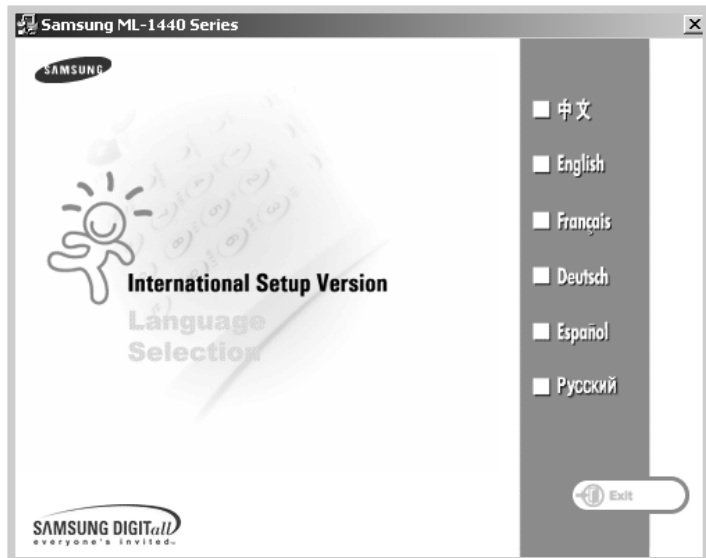 Samsung ML-1440 Series
SAMSUNG
International Setup Version
Language
Selection
中文
English
Français
Deutsch
Español
Русский
Exit
SAMSUNG DIGITall
everyone's invited™